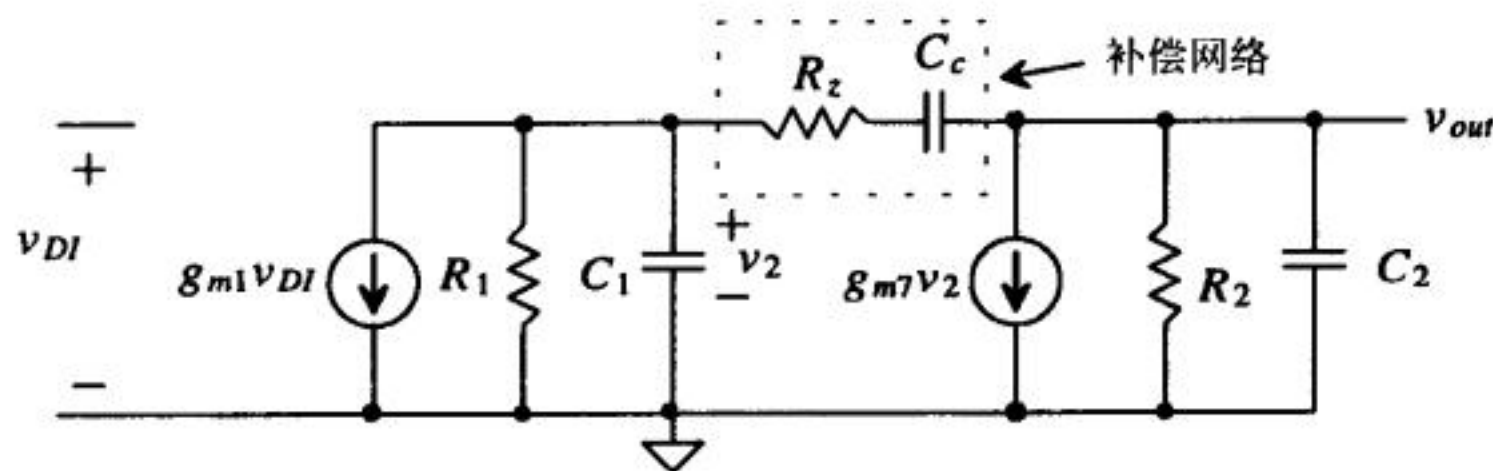 补偿网络
R_z
C_c
v_out
+
v_DI
−
g_m1 v_DI
R_1
C_1
+
v_2
−
g_m7 v_2
R_2
C_2